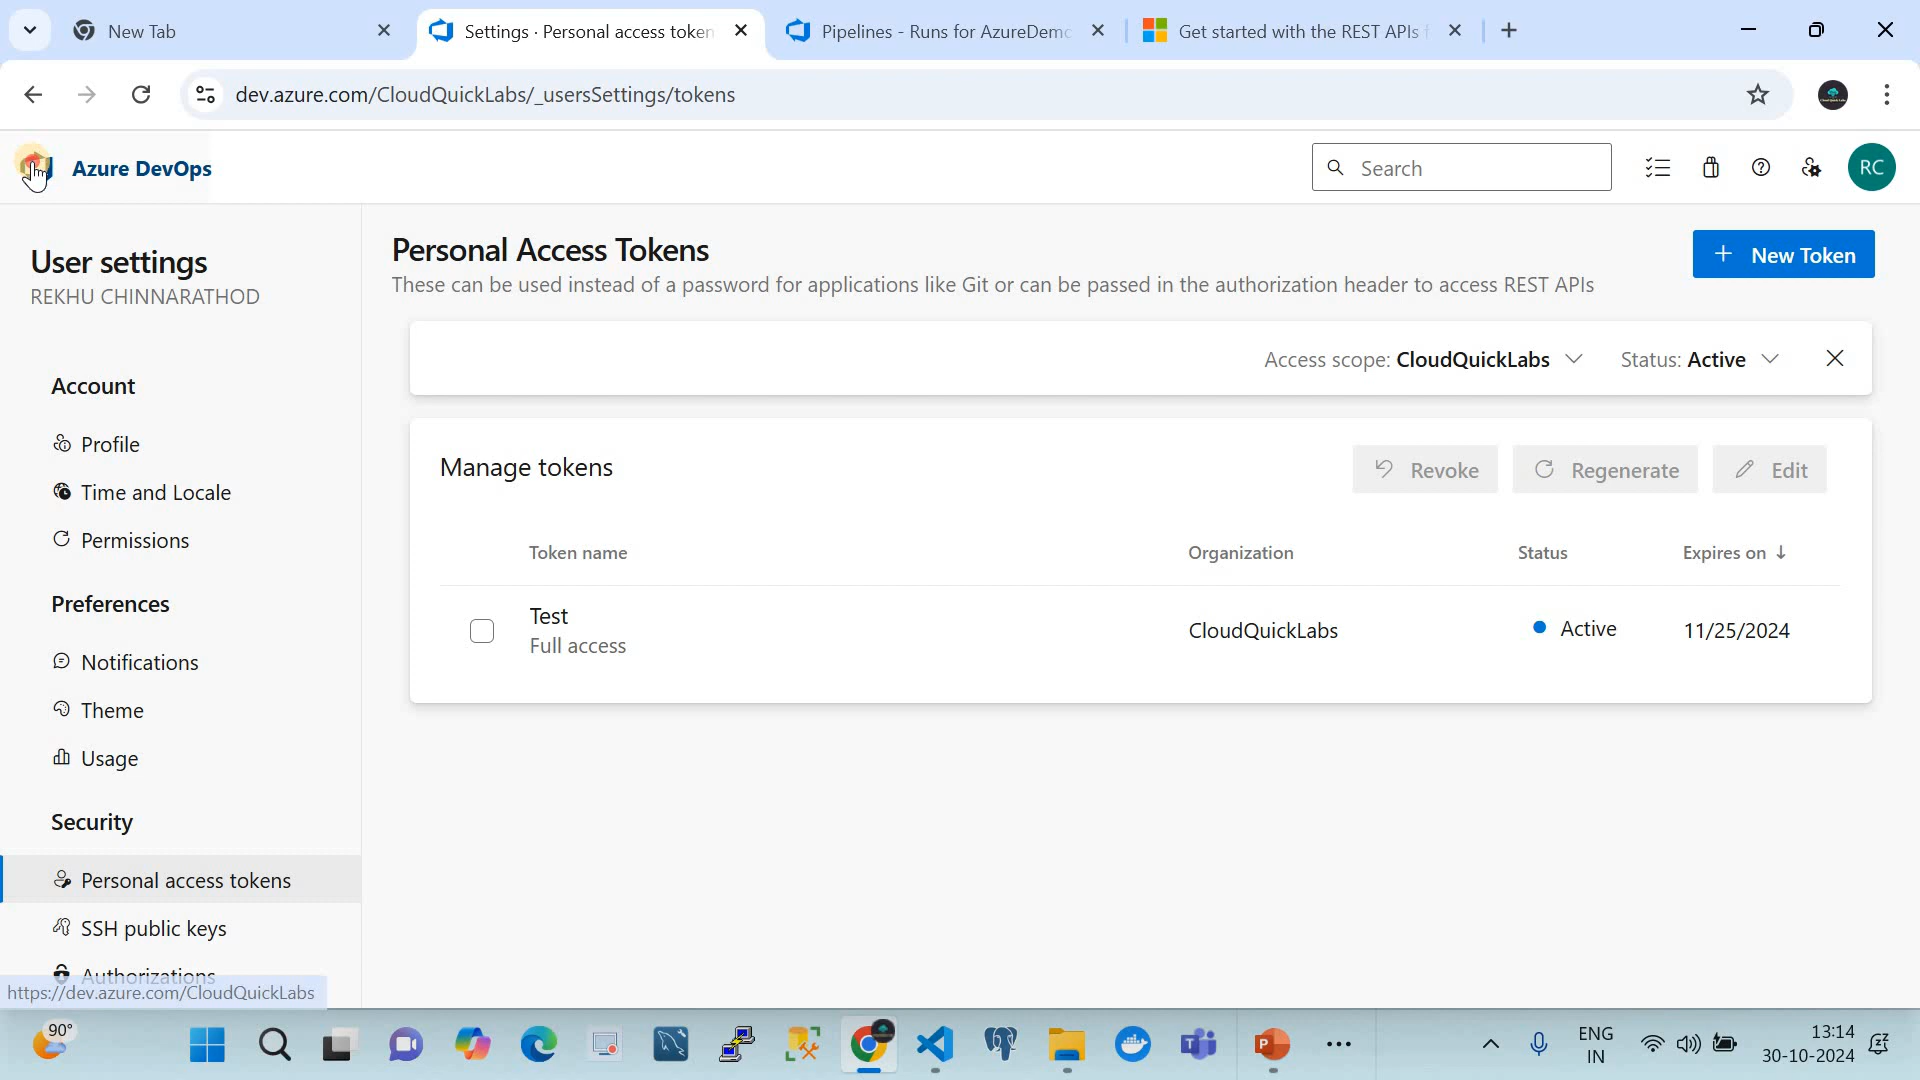 New Tab
Settings · Personal access token
Pipelines - Runs for AzureDemo
Get started with the REST APIs f
dev.azure.com/CloudQuickLabs/_usersSettings/tokens
Azure DevOps
Search
RC
User settings
REKHU CHINNARATHOD
Personal Access Tokens
These can be used instead of a password for applications like Git or can be passed in the authorization header to access REST APIs
New Token
Access scope: CloudQuickLabs
Status: Active
Account
Profile
Time and Locale
Permissions
Preferences
Notifications
Theme
Usage
Security
Personal access tokens
SSH public keys
Authorizations
Manage tokens
Revoke
Regenerate
Edit
Token name
Organization
Status
Expires on
Test
Full access
CloudQuickLabs
Active
11/25/2024
https://dev.azure.com/CloudQuickLabs
90°
ENG
IN
13:14
30-10-2024